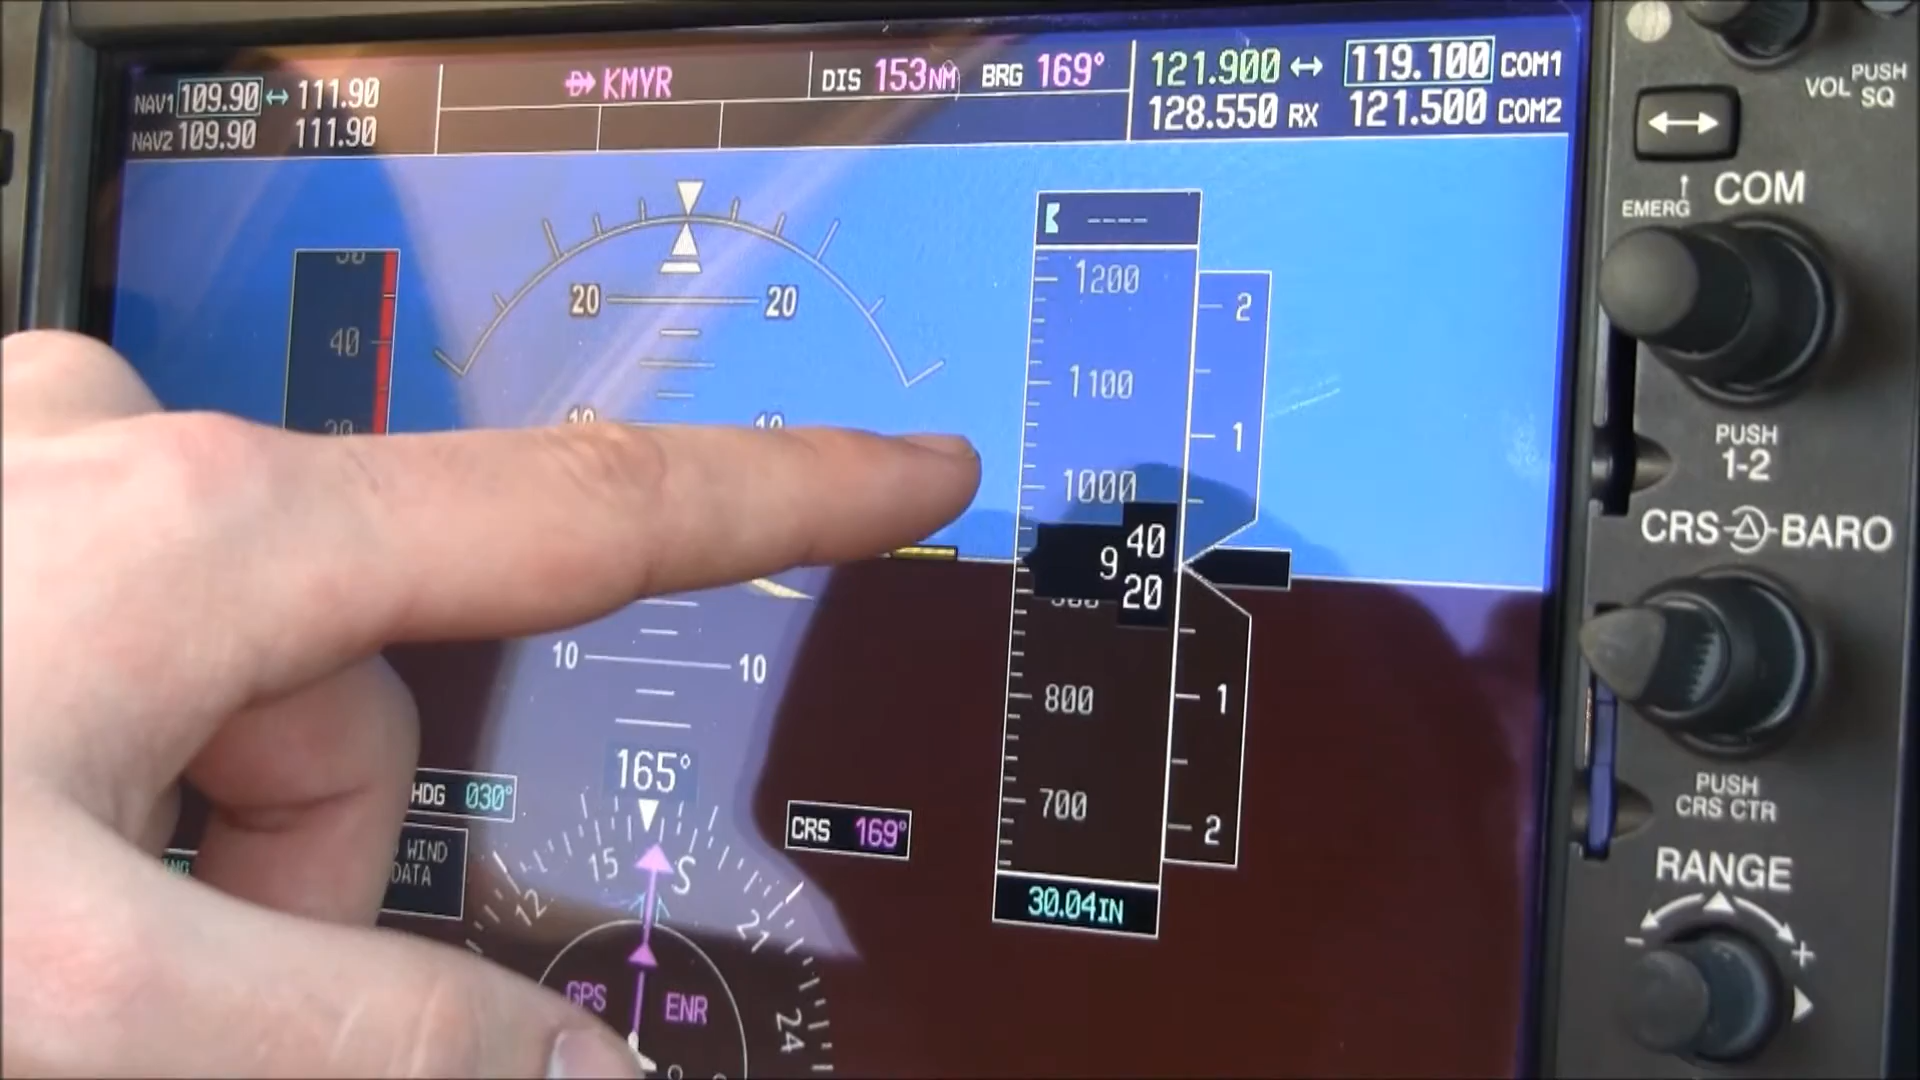 NAV1 109.90 ↔ 111.90
NAV2 109.90 111.90
KMYR
DIS 153NM BRG 169°
121.900 ↔ 119.100 COM1
128.550 RX 121.500 COM2
VOL PUSH SQ
EMERG COM
PUSH
1-2
CRS BARO
PUSH
CRS CTR
RANGE
- +
40
20 20
10 10
10 10
----
1200
1100
1000
9 40
20
800
700
30.04IN
2
1
1
2
165°
HDG 030°
CRS 169°
WIND
DATA
12
15
S
21
24
GPS ENR